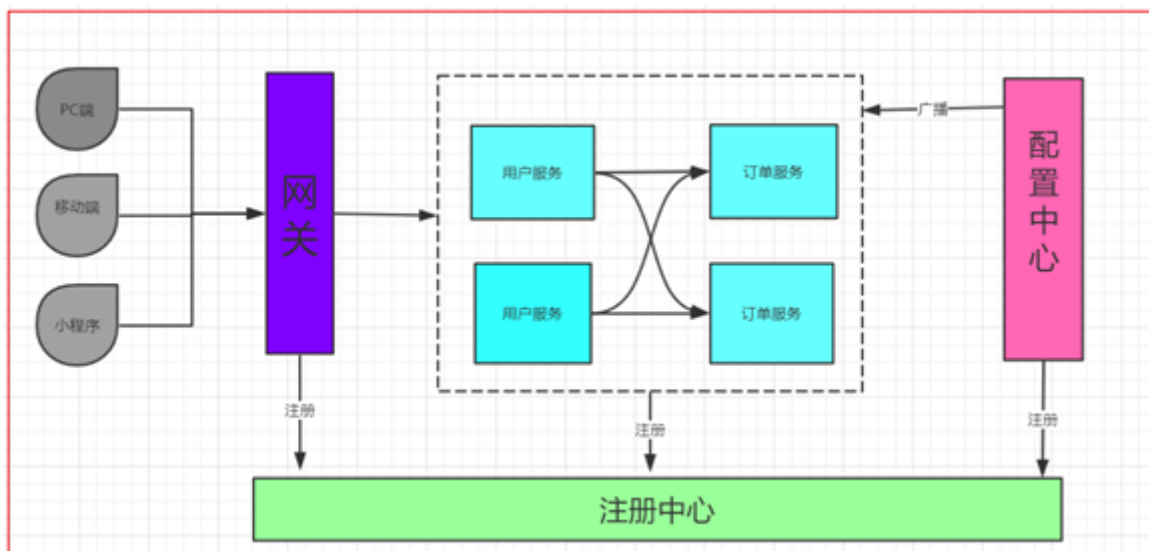 PC端
移动端
小程序
网
关
用户服务
订单服务
用户服务
订单服务
广播
配
置
中
心
注册
注册
注册
注册中心